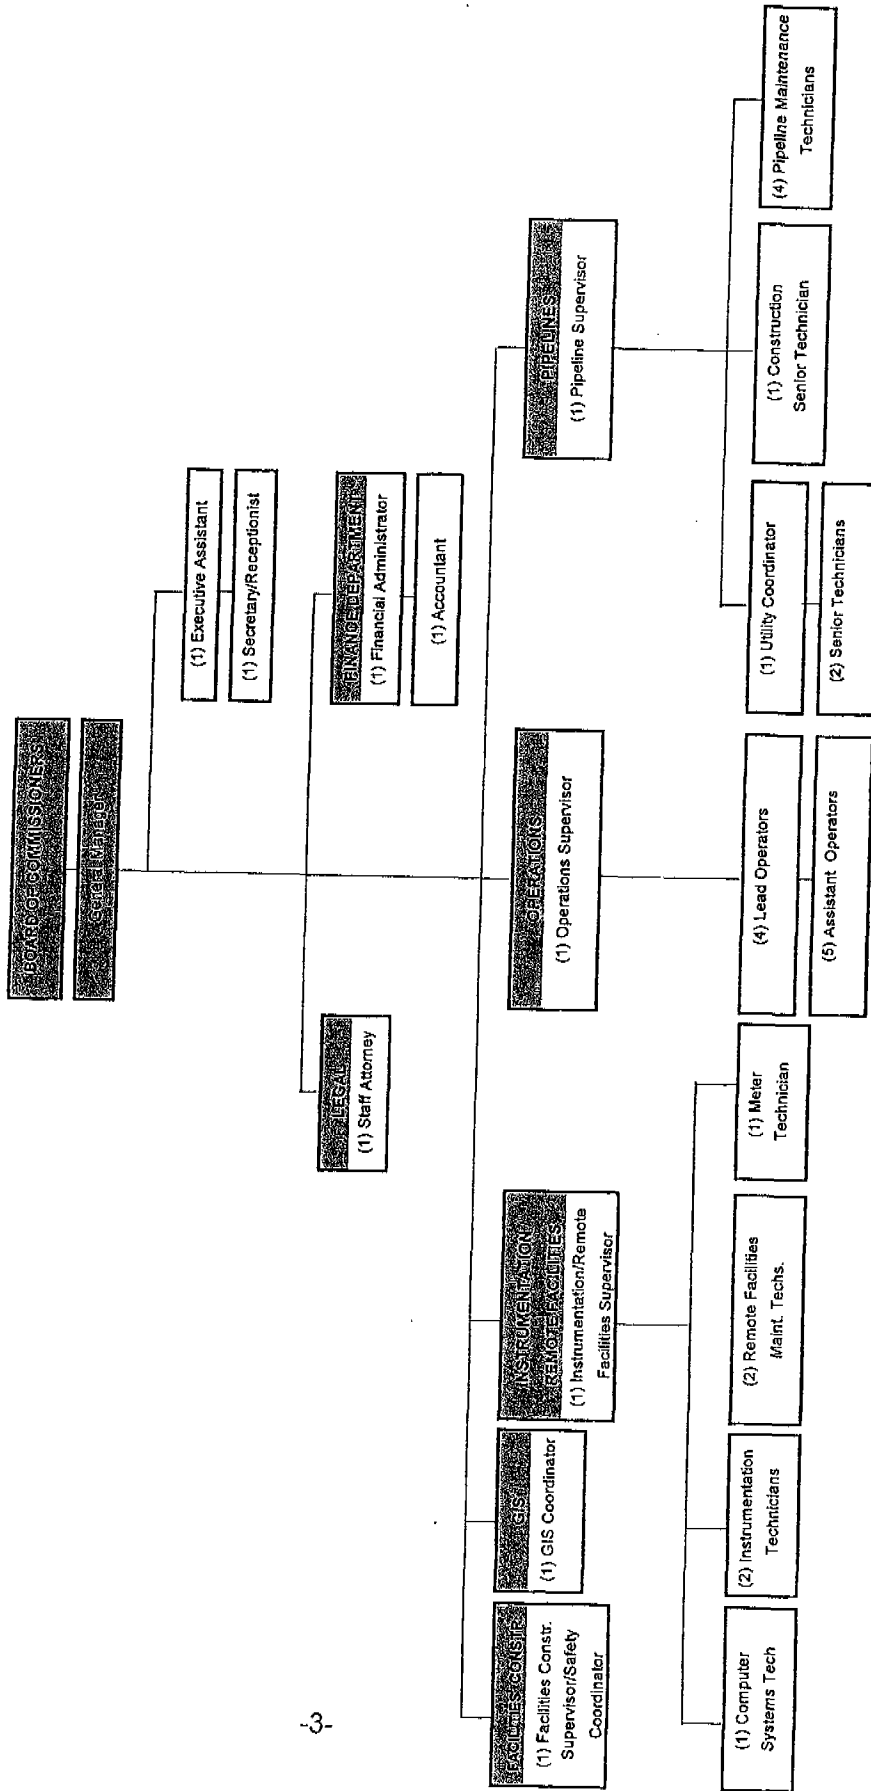 BOARD OF COMMISSIONERS
General Manager
(1) Executive Assistant
(1) Secretary/Receptionist
LEGAL
(1) Staff Attorney
FINANCE DEPARTMENT
(1) Financial Administrator
(1) Accountant
FACILITIES CONSTR.
(1) Facilities Constr.
Supervisor/Safety
Coordinator
GIS
(1) GIS Coordinator
INSTRUMENTATION
REMOTE FACILITIES
(1) Instrumentation/Remote
Facilities Supervisor
OPERATIONS
(1) Operations Supervisor
PIPELINES
(1) Pipeline Supervisor
(1) Computer
Systems Tech
(2) Instrumentation
Technicians
(2) Remote Facilities
Maint. Techs.
(1) Meter
Technician
(4) Lead Operators
(5) Assistant Operators
(1) Utility Coordinator
(2) Senior Technicians
(1) Construction
Senior Technician
(4) Pipeline Maintenance
Technicians
-3-